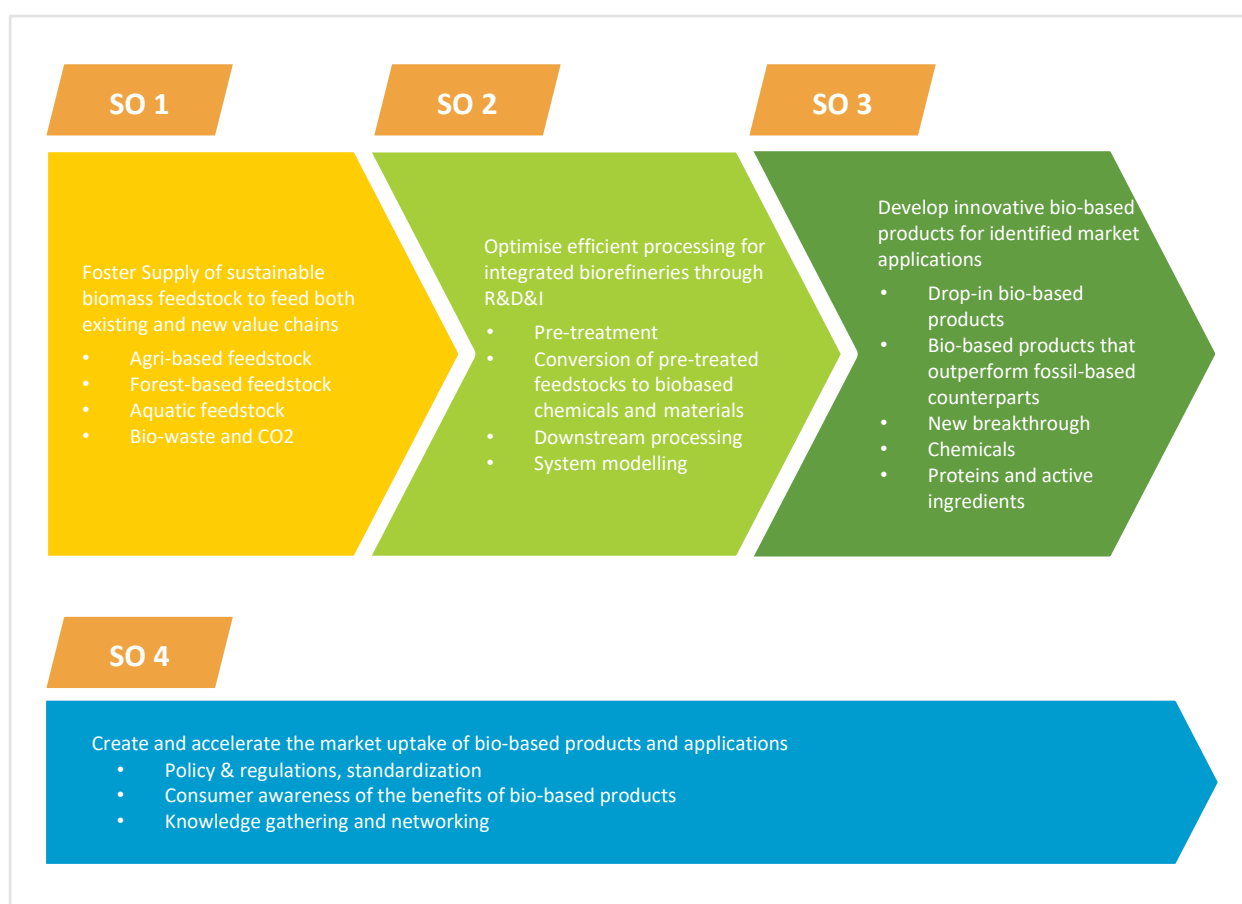 SO 1
Foster Supply of sustainable
biomass feedstock to feed both
existing and new value chains
• Agri-based feedstock
• Forest-based feedstock
• Aquatic feedstock
• Bio-waste and CO2
SO 2
Optimise efficient processing for
integrated biorefineries through
R&D&I
• Pre-treatment
• Conversion of pre-treated
feedstocks to biobased
chemicals and materials
• Downstream processing
• System modelling
SO 3
Develop innovative bio-based
products for identified market
applications
• Drop-in bio-based
products
• Bio-based products that
outperform fossil-based
counterparts
• New breakthrough
• Chemicals
• Proteins and active
ingredients
SO 4
Create and accelerate the market uptake of bio-based products and applications
• Policy & regulations, standardization
• Consumer awareness of the benefits of bio-based products
• Knowledge gathering and networking